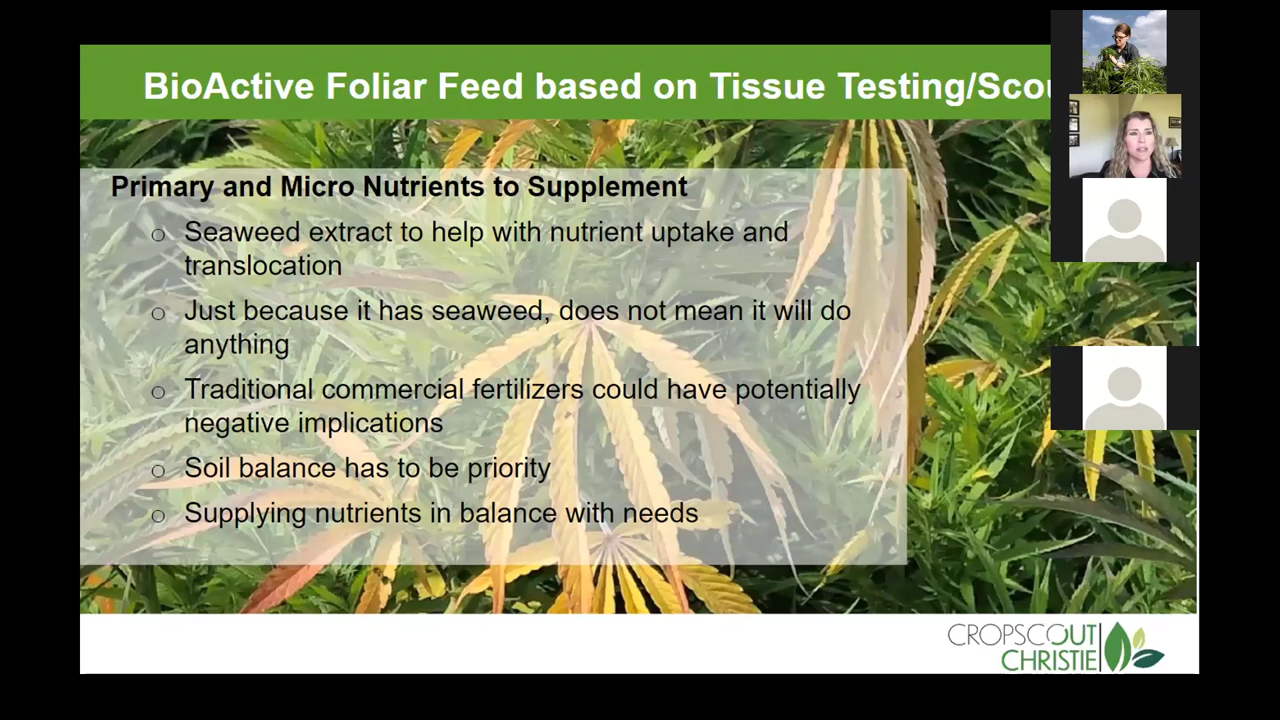 BioActive Foliar Feed based on Tissue Testing/Scou
Primary and Micro Nutrients to Supplement
Seaweed extract to help with nutrient uptake and
translocation
Just because it has seaweed, does not mean it will do
anything
Traditional commercial fertilizers could have potentially
negative implications
Soil balance has to be priority
Supplying nutrients in balance with needs
CROPSCOUT
CHRISTIE